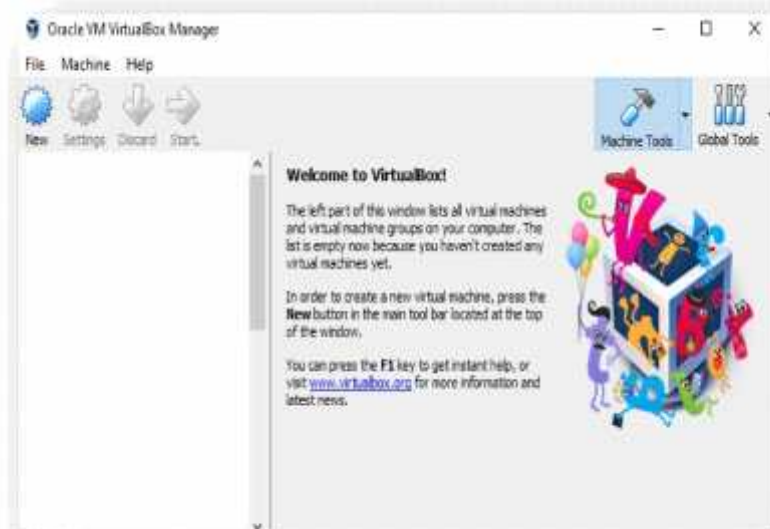 Oracle VM VirtualBox Manager
File Machine Help
New Settings Discard Start
Machine Tools Global Tools
Welcome to VirtualBox!
The left part of this window lists all virtual machines
and virtual machine groups on your computer. The
list is empty now because you haven't created any
virtual machines yet.
In order to create a new virtual machine, press the
New button in the main tool bar located at the top
of the window.
You can press the F1 key to get instant help, or
visit www.virtualbox.org for more information and
latest news.